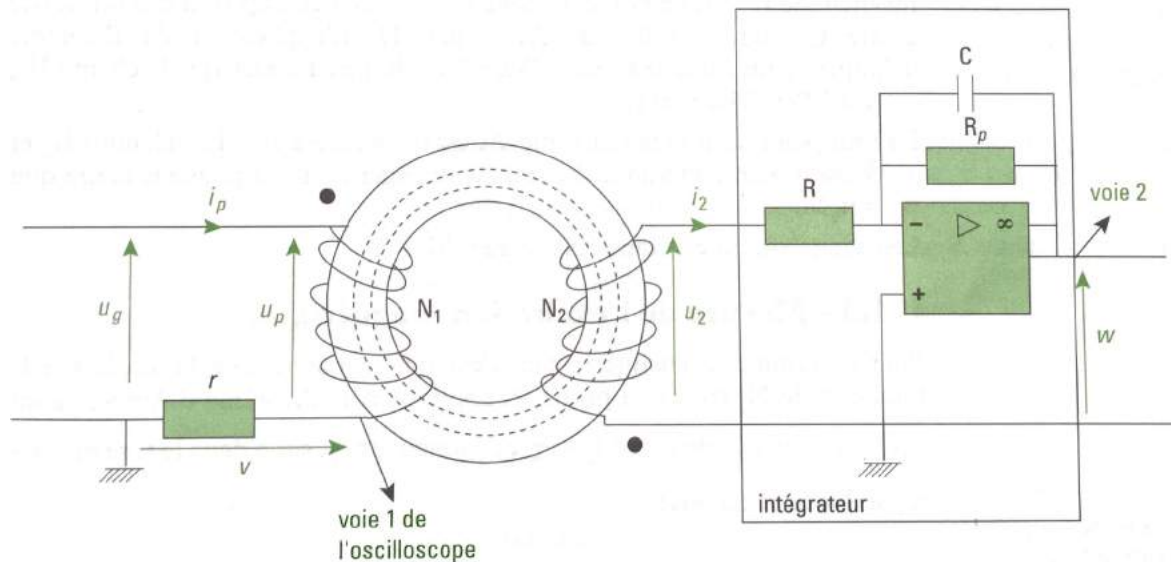 C
R_p
i_p
i_2
R
− ▷ ∞
voie 2
+
u_g
u_p
N_1
N_2
u_2
w
r
v
voie 1 de
l'oscilloscope
intégrateur